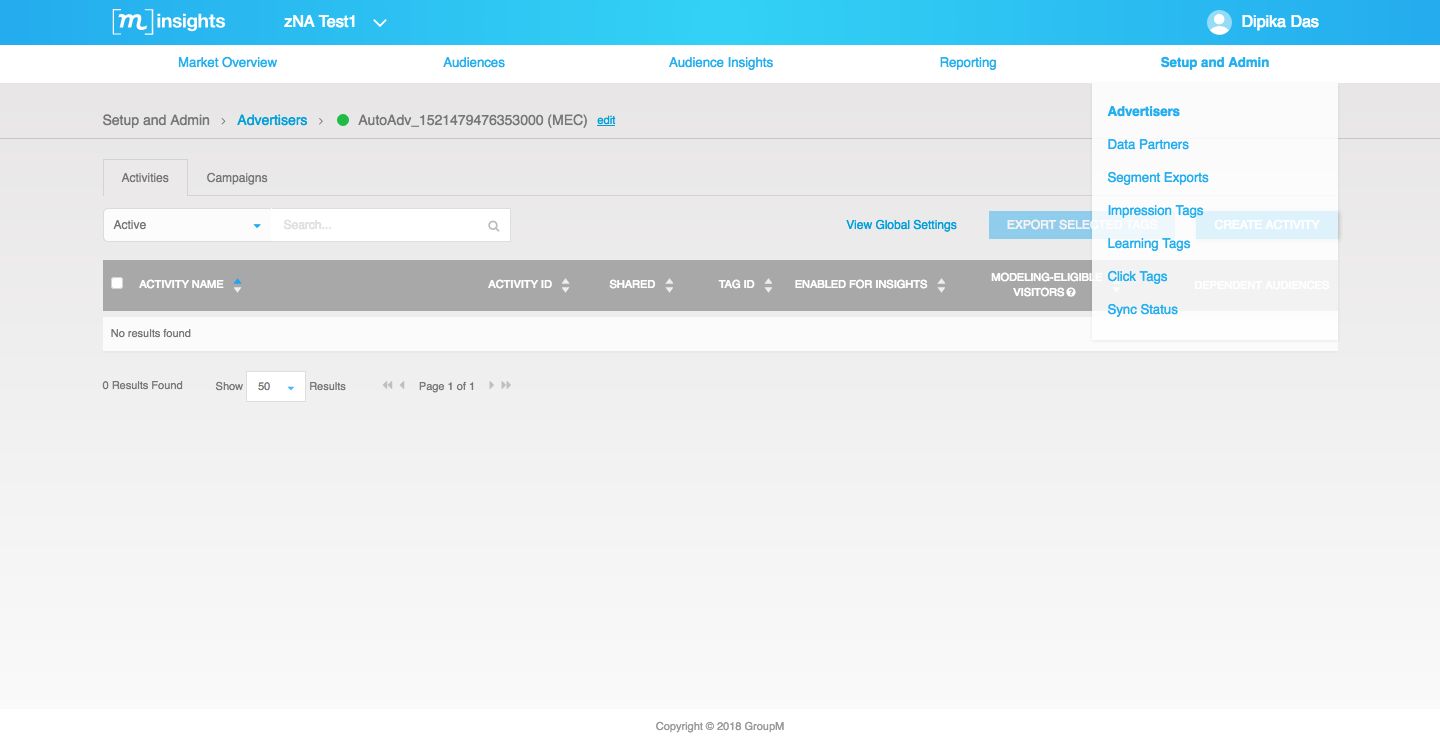 [m]insights
zNA Test1
Dipika Das
Market Overview
Audiences
Audience Insights
Reporting
Setup and Admin
Setup and Admin › Advertisers › AutoAdv_1521479476353000 (MEC) edit
Advertisers
Data Partners
Segment Exports
Impression Tags
Learning Tags
Click Tags
Sync Status
Activities
Campaigns
Active
Search...
View Global Settings
EXPORT SELECTED TAGS
CREATE ACTIVITY
ACTIVITY NAME
ACTIVITY ID
SHARED
TAG ID
ENABLED FOR INSIGHTS
MODELING-ELIGIBLE
VISITORS
DEPENDENT AUDIENCES
No results found
0 Results Found
Show 50 Results
Page 1 of 1
Copyright © 2018 GroupM